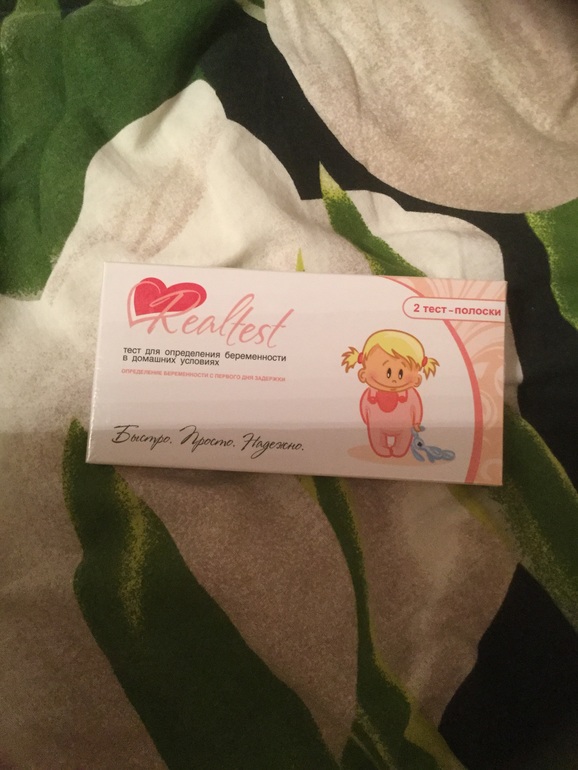 Realtest
2 тест-полоски
тест для определения беременности
в домашних условиях
ОПРЕДЕЛЕНИЕ БЕРЕМЕННОСТИ С ПЕРВОГО ДНЯ ЗАДЕРЖКИ
Быстро. Просто. Надежно.